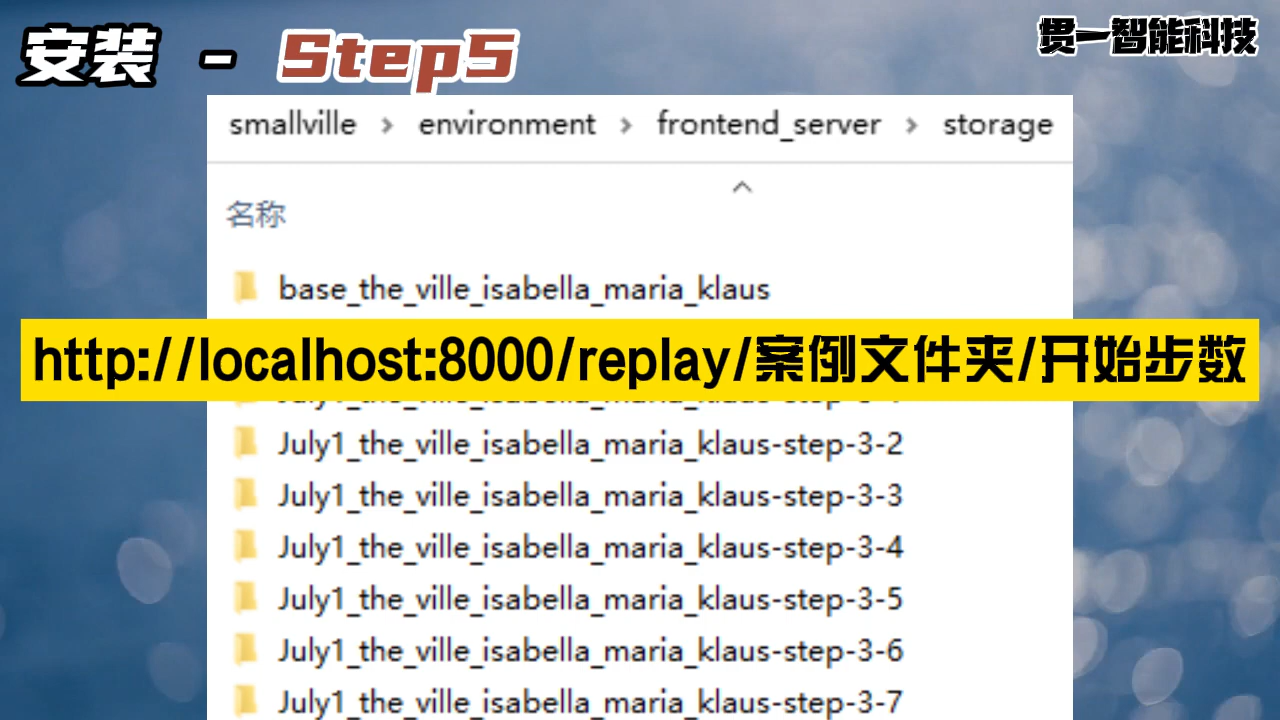 安装 - Step5
贯一智能科技
smallville > environment > frontend_server > storage
名称
base_the_ville_isabella_maria_klaus
http://localhost:8000/replay/案例文件夹/开始步数
July1_the_ville_isabella_maria_klaus-step-3-2
July1_the_ville_isabella_maria_klaus-step-3-3
July1_the_ville_isabella_maria_klaus-step-3-4
July1_the_ville_isabella_maria_klaus-step-3-5
July1_the_ville_isabella_maria_klaus-step-3-6
July1_the_ville_isabella_maria_klaus-step-3-7